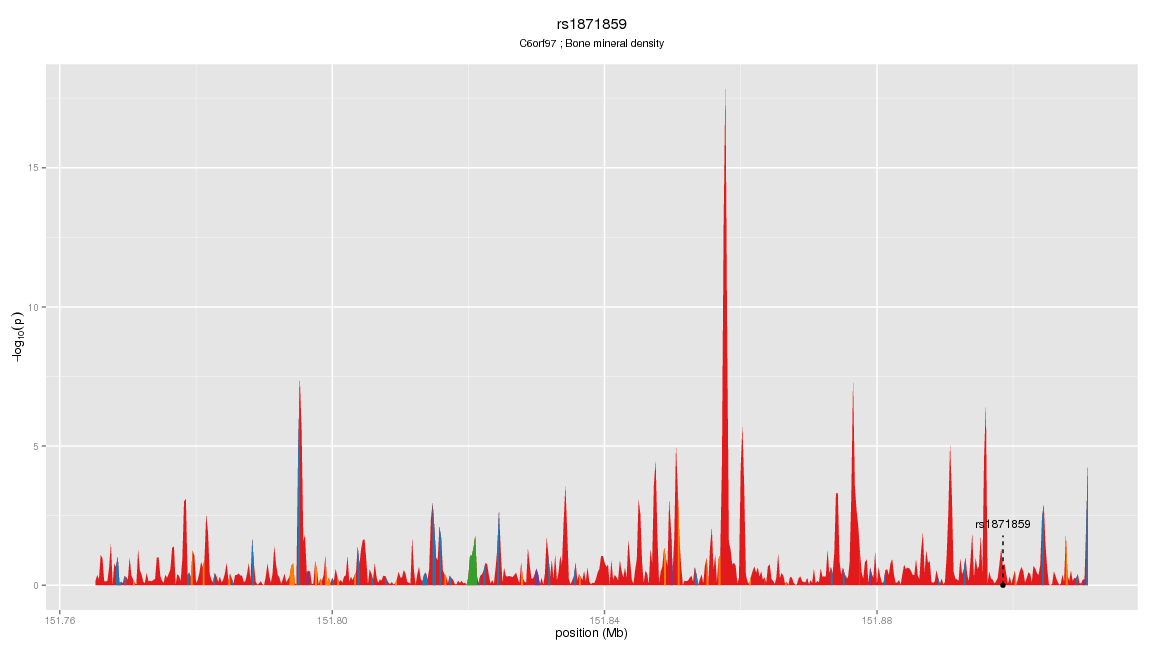 rs1871859
C6orf97 ; Bone mineral density
15
10
5
0
−log10(p)
rs1871859
151.76
151.80
151.84
151.88
position (Mb)